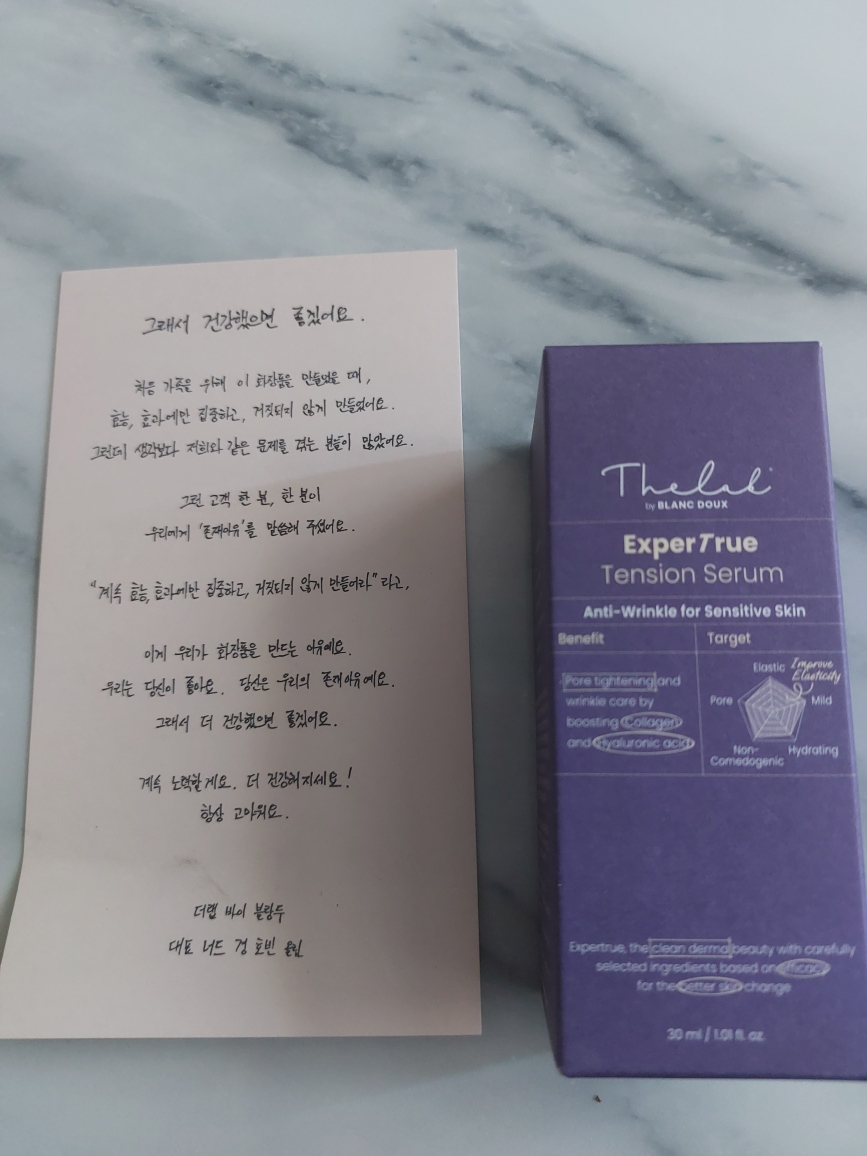 그래서 건강했으면 좋겠어요.
처음 가족을 위해 이 화장품을 만들었을 때,
효능, 효과에만 집중하고, 거짓되지 않게 만들었어요.
그런데 생각보다 저희와 같은 문제를 겪는 분들이 많았어요.
그런 고객 한 분, 한 분이
우리에게 '존재이유'를 말씀해 주셨어요.
"계속 효능, 효과에만 집중하고, 거짓되지 않게 만들어라"라고,
이게 우리가 화장품을 만드는 이유예요.
우리는 당신이 좋아요. 당신은 우리의 존재이유예요.
그래서 더 건강했으면 좋겠어요.
계속 노력할게요. 더 건강해지세요!
항상 고마워요.
더랩 바이 블랑두
대표 너드 겸 호빈 올림
Thelab
by BLANC DOUX
ExperTrue
Tension Serum
Anti-Wrinkle for Sensitive Skin
Benefit
Pore tightening and
wrinkle care by
boosting Collagen
and Hyaluronic acid
Target
Elastic
Improve
Elasticity
Pore
Mild
Non-
Comedogenic
Hydrating
Expertrue, the clean derma beauty with carefully
selected ingredients based on efficacy
for the better skin change
30 ml / 1.01 fl. oz.